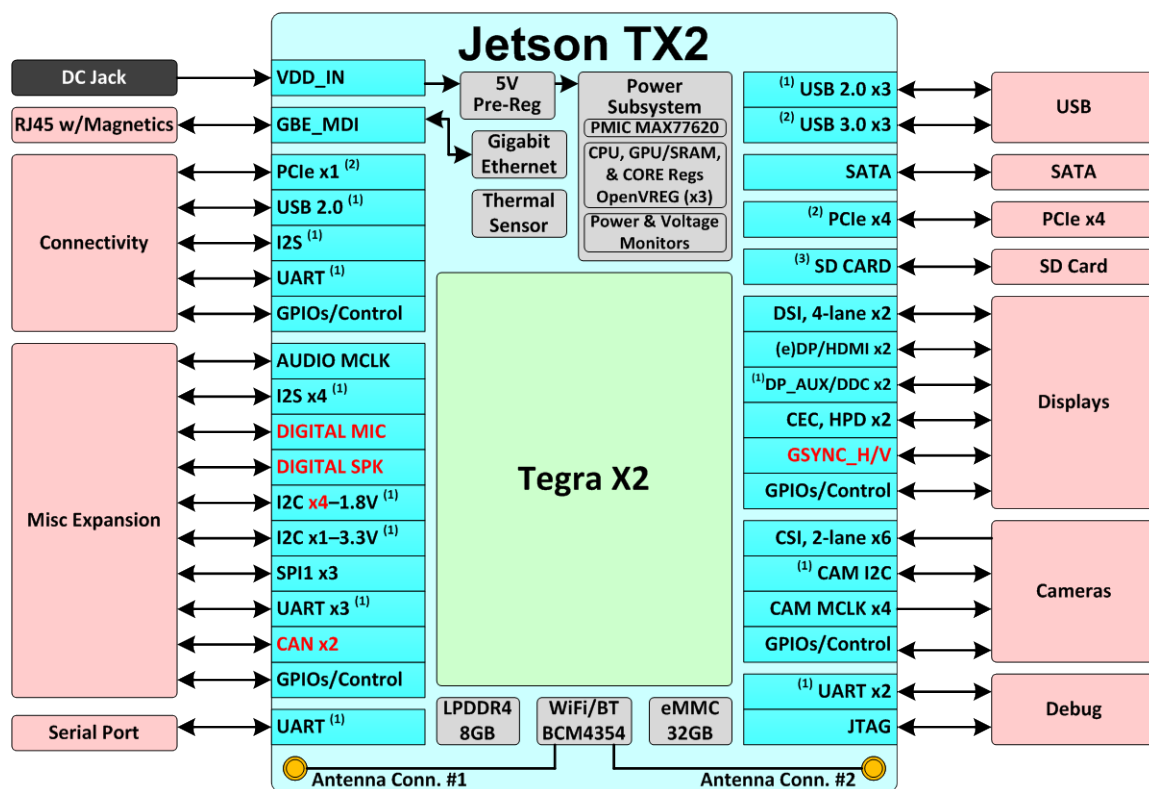 Jetson TX2
DC Jack
RJ45 w/Magnetics
Connectivity
Misc Expansion
Serial Port
VDD_IN
GBE_MDI
PCIe x1 (2)
USB 2.0 (1)
I2S (1)
UART (1)
GPIOs/Control
AUDIO MCLK
I2S x4 (1)
DIGITAL MIC
DIGITAL SPK
I2C x4–1.8V (1)
I2C x1–3.3V (1)
SPI1 x3
UART x3 (1)
CAN x2
GPIOs/Control
UART (1)
5V
Pre-Reg
Gigabit
Ethernet
Thermal
Sensor
Power
Subsystem
PMIC MAX77620
CPU, GPU/SRAM,
& CORE Regs
OpenVREG (x3)
Power & Voltage
Monitors
Tegra X2
LPDDR4
8GB
WiFi/BT
BCM4354
eMMC
32GB
Antenna Conn. #1
Antenna Conn. #2
(1) USB 2.0 x3
(2) USB 3.0 x3
SATA
(2) PCIe x4
(3) SD CARD
DSI, 4-lane x2
(e)DP/HDMI x2
(1)DP_AUX/DDC x2
CEC, HPD x2
GSYNC_H/V
GPIOs/Control
CSI, 2-lane x6
(1) CAM I2C
CAM MCLK x4
GPIOs/Control
(1) UART x2
JTAG
USB
SATA
PCIe x4
SD Card
Displays
Cameras
Debug